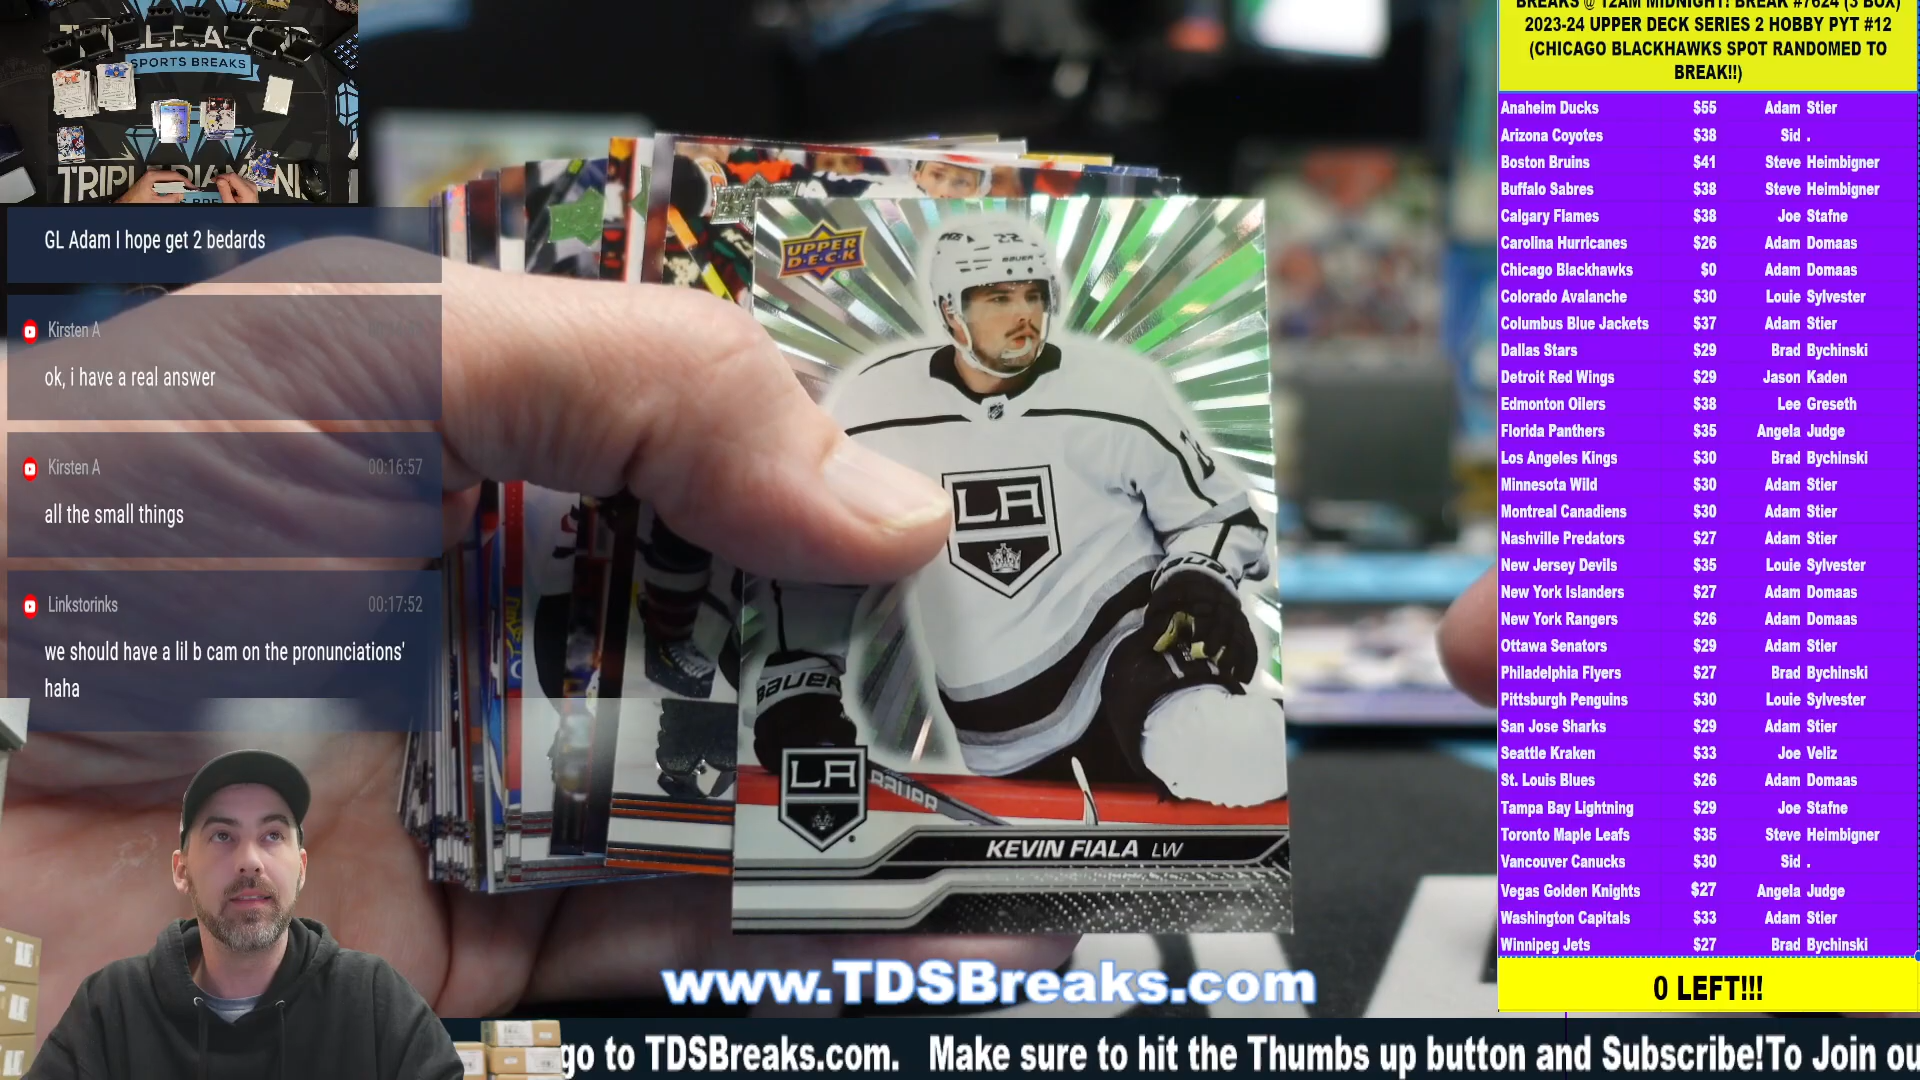 BREAKS @ 12AM MIDNIGHT! BREAK #7624 (3 BOX)
2023-24 UPPER DECK SERIES 2 HOBBY PYT #12
(CHICAGO BLACKHAWKS SPOT RANDOMED TO
BREAK!!)
Anaheim Ducks $55 Adam Stier
Arizona Coyotes $38 Sid .
Boston Bruins $41 Steve Heimbigner
Buffalo Sabres $38 Steve Heimbigner
Calgary Flames $38 Joe Stafne
Carolina Hurricanes $26 Adam Domaas
Chicago Blackhawks $0 Adam Domaas
Colorado Avalanche $30 Louie Sylvester
Columbus Blue Jackets $37 Adam Stier
Dallas Stars $29 Brad Bychinski
Detroit Red Wings $29 Jason Kaden
Edmonton Oilers $38 Lee Greseth
Florida Panthers $35 Angela Judge
Los Angeles Kings $30 Brad Bychinski
Minnesota Wild $30 Adam Stier
Montreal Canadiens $30 Adam Stier
Nashville Predators $27 Adam Stier
New Jersey Devils $35 Louie Sylvester
New York Islanders $27 Adam Domaas
New York Rangers $26 Adam Domaas
Ottawa Senators $29 Adam Stier
Philadelphia Flyers $27 Brad Bychinski
Pittsburgh Penguins $30 Louie Sylvester
San Jose Sharks $29 Adam Stier
Seattle Kraken $33 Joe Veliz
St. Louis Blues $26 Adam Domaas
Tampa Bay Lightning $29 Joe Stafne
Toronto Maple Leafs $35 Steve Heimbigner
Vancouver Canucks $30 Sid .
Vegas Golden Knights $27 Angela Judge
Washington Capitals $33 Adam Stier
Winnipeg Jets $27 Brad Bychinski
0 LEFT!!!
SPORTS BREAKS
GL Adam I hope get 2 bedards
Kirsten A
ok, i have a real answer
Kirsten A 00:16:57
all the small things
Linkstorinks 00:17:52
we should have a lil b cam on the pronunciations'
haha
UPPER
DECK
22
BAUER
LA
BAUER
LA
BAUER
KEVIN FIALA LW
www.TDSBreaks.com
go to TDSBreaks.com. Make sure to hit the Thumbs up button and Subscribe!To Join ou